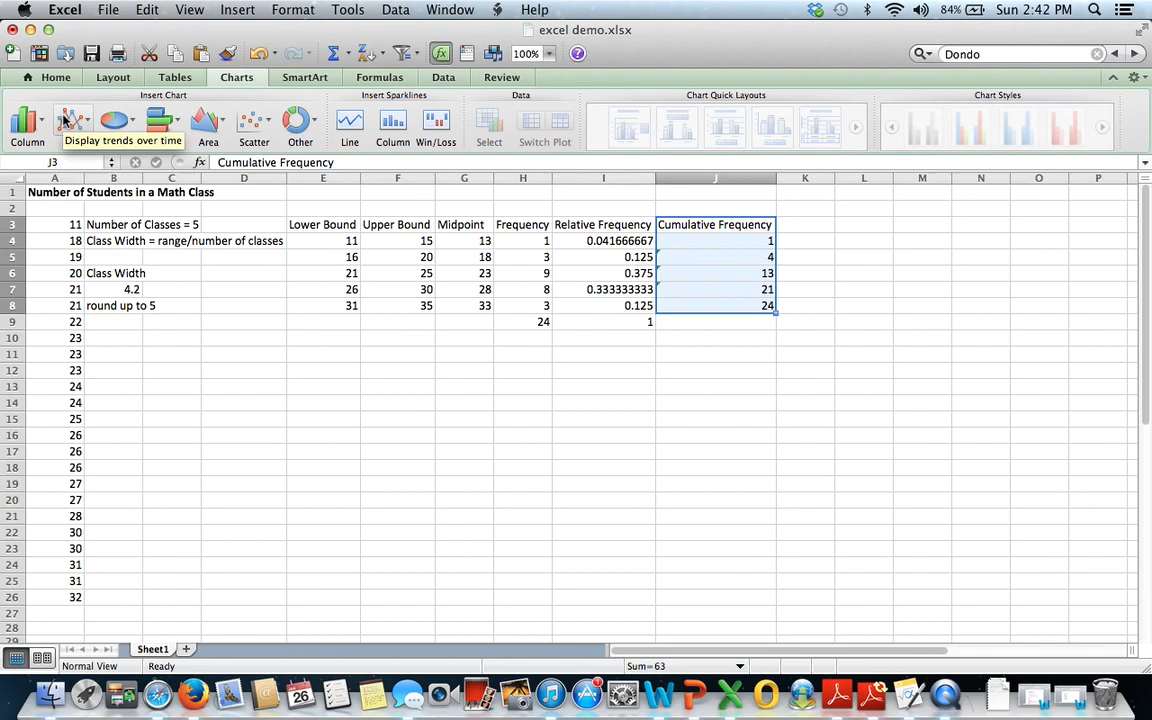 Excel File Edit View Insert Format Tools Data Window Help 84% Sun 2:42 PM
excel demo.xlsx
100% Dondo
Home Layout Tables Charts SmartArt Formulas Data Review
Insert Chart Insert Sparklines Data Chart Quick Layouts Chart Styles
Column Area Scatter Other Line Column Win/Loss Select Switch Plot
Display trends over time
J3 fx Cumulative Frequency
A B C D E F G H I J K L M N O P
1 Number of Students in a Math Class
2
3 11 Number of Classes = 5 Lower Bound Upper Bound Midpoint Frequency Relative Frequency Cumulative Frequency
4 18 Class Width = range/number of classes 11 15 13 1 0.041666667 1
5 19 16 20 18 3 0.125 4
6 20 Class Width 21 25 23 9 0.375 13
7 21 4.2 26 30 28 8 0.333333333 21
8 21 round up to 5 31 35 33 3 0.125 24
9 22 24 1
10 23
11 23
12 23
13 24
14 24
15 25
16 26
17 26
18 26
19 27
20 27
21 28
22 30
23 30
24 31
25 31
26 32
27
28
29
Sheet1
Normal View Ready Sum=63
26